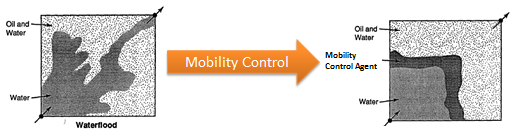 Oil and
Water
Water
Waterflood
Mobility Control
Mobility
Control Agent
Oil and
Water
Water